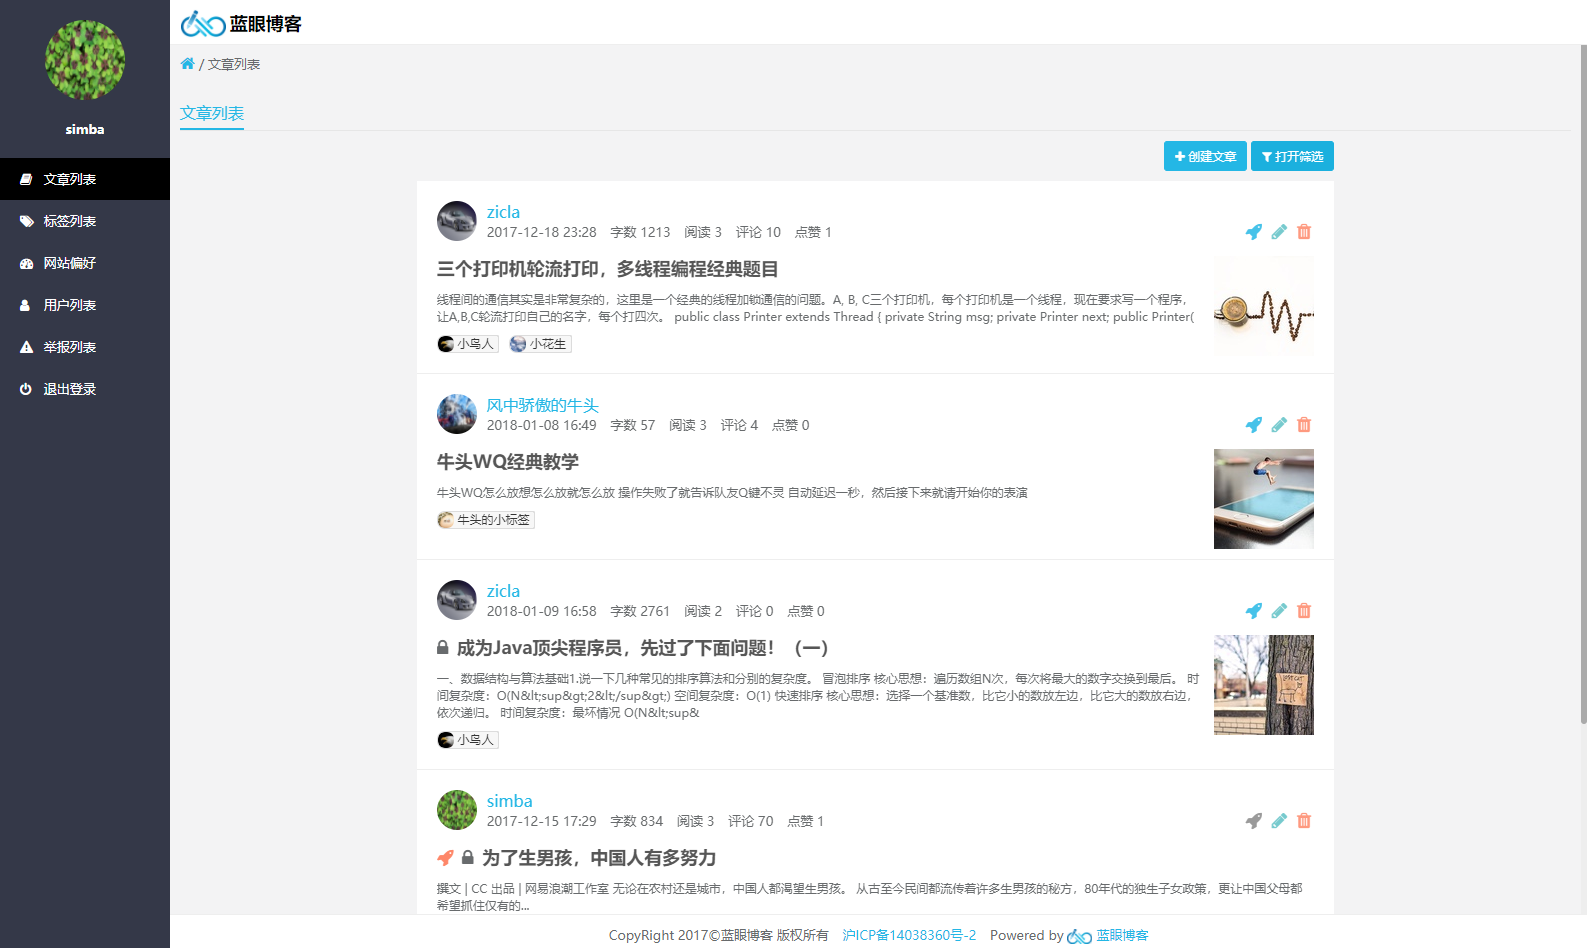 蓝眼博客
/ 文章列表
simba
文章列表
标签列表
网站偏好
用户列表
举报列表
退出登录
文章列表
创建文章 打开筛选
zicla
2017-12-18 23:28 字数 1213 阅读 3 评论 10 点赞 1
三个打印机轮流打印，多线程编程经典题目
线程间的通信其实是非常复杂的，这里是一个经典的线程加锁通信的问题。A, B, C三个打印机，每个打印机是一个线程，现在要求写一个程序，
让A,B,C轮流打印自己的名字，每个打四次。 public class Printer extends Thread { private String msg; private Printer next; public Printer(
小鸟人 小花生
风中骄傲的牛头
2018-01-08 16:49 字数 57 阅读 3 评论 4 点赞 0
牛头WQ经典教学
牛头WQ怎么放想怎么放就怎么放 操作失败了就告诉队友Q键不灵 自动延迟一秒，然后接下来就请开始你的表演
牛头的小标签
zicla
2018-01-09 16:58 字数 2761 阅读 2 评论 0 点赞 0
成为Java顶尖程序员，先过了下面问题！（一）
一、数据结构与算法基础1.说一下几种常见的排序算法和分别的复杂度。 冒泡排序 核心思想：遍历数组N次，每次将最大的数字交换到最后。 时
间复杂度：O(N&lt;sup&gt;2&lt;/sup&gt;) 空间复杂度：O(1) 快速排序 核心思想：选择一个基准数，比它小的数放左边，比它大的数放右边，
依次递归。 时间复杂度：最坏情况 O(N&lt;sup&
小鸟人
simba
2017-12-15 17:29 字数 834 阅读 3 评论 70 点赞 1
为了生男孩，中国人有多努力
撰文 | CC 出品 | 网易浪潮工作室 无论在农村还是城市，中国人都渴望生男孩。 从古至今民间都流传着许多生男孩的秘方，80年代的独生子女政策，更让中国父母都
希望抓住仅有的...
CopyRight 2017©蓝眼博客 版权所有 沪ICP备14038360号-2 Powered by 蓝眼博客